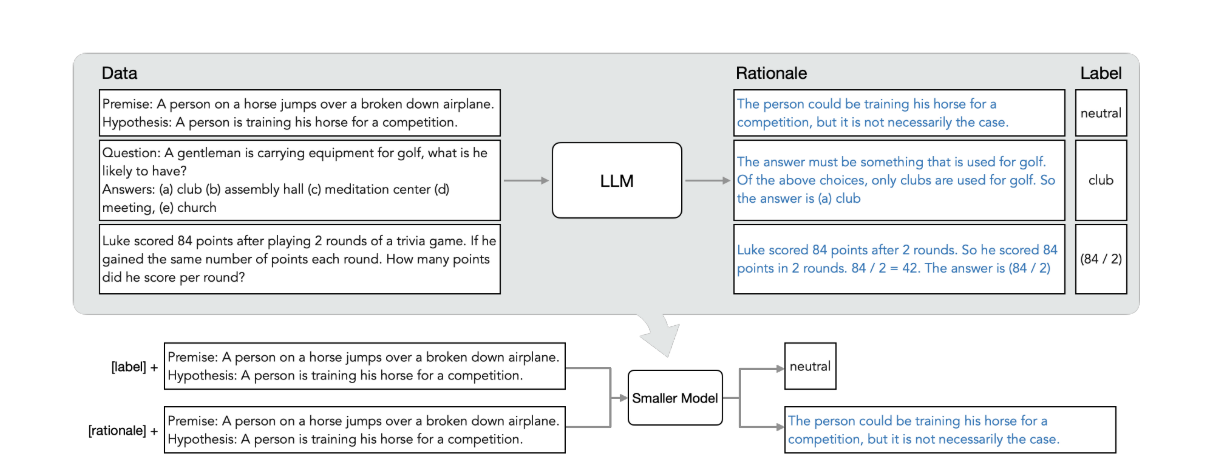 Data
Rationale
Label
Premise: A person on a horse jumps over a broken down airplane.
Hypothesis: A person is training his horse for a competition.
The person could be training his horse for a
competition, but it is not necessarily the case.
neutral
Question: A gentleman is carrying equipment for golf, what is he
likely to have?
Answers: (a) club (b) assembly hall (c) meditation center (d)
meeting, (e) church
LLM
The answer must be something that is used for golf.
Of the above choices, only clubs are used for golf. So
the answer is (a) club
club
Luke scored 84 points after playing 2 rounds of a trivia game. If he
gained the same number of points each round. How many points
did he score per round?
Luke scored 84 points after 2 rounds. So he scored 84
points in 2 rounds. 84 / 2 = 42. The answer is (84 / 2)
(84 / 2)
[label] +
Premise: A person on a horse jumps over a broken down airplane.
Hypothesis: A person is training his horse for a competition.
[rationale] +
Premise: A person on a horse jumps over a broken down airplane.
Hypothesis: A person is training his horse for a competition.
Smaller Model
neutral
The person could be training his horse for a
competition, but it is not necessarily the case.